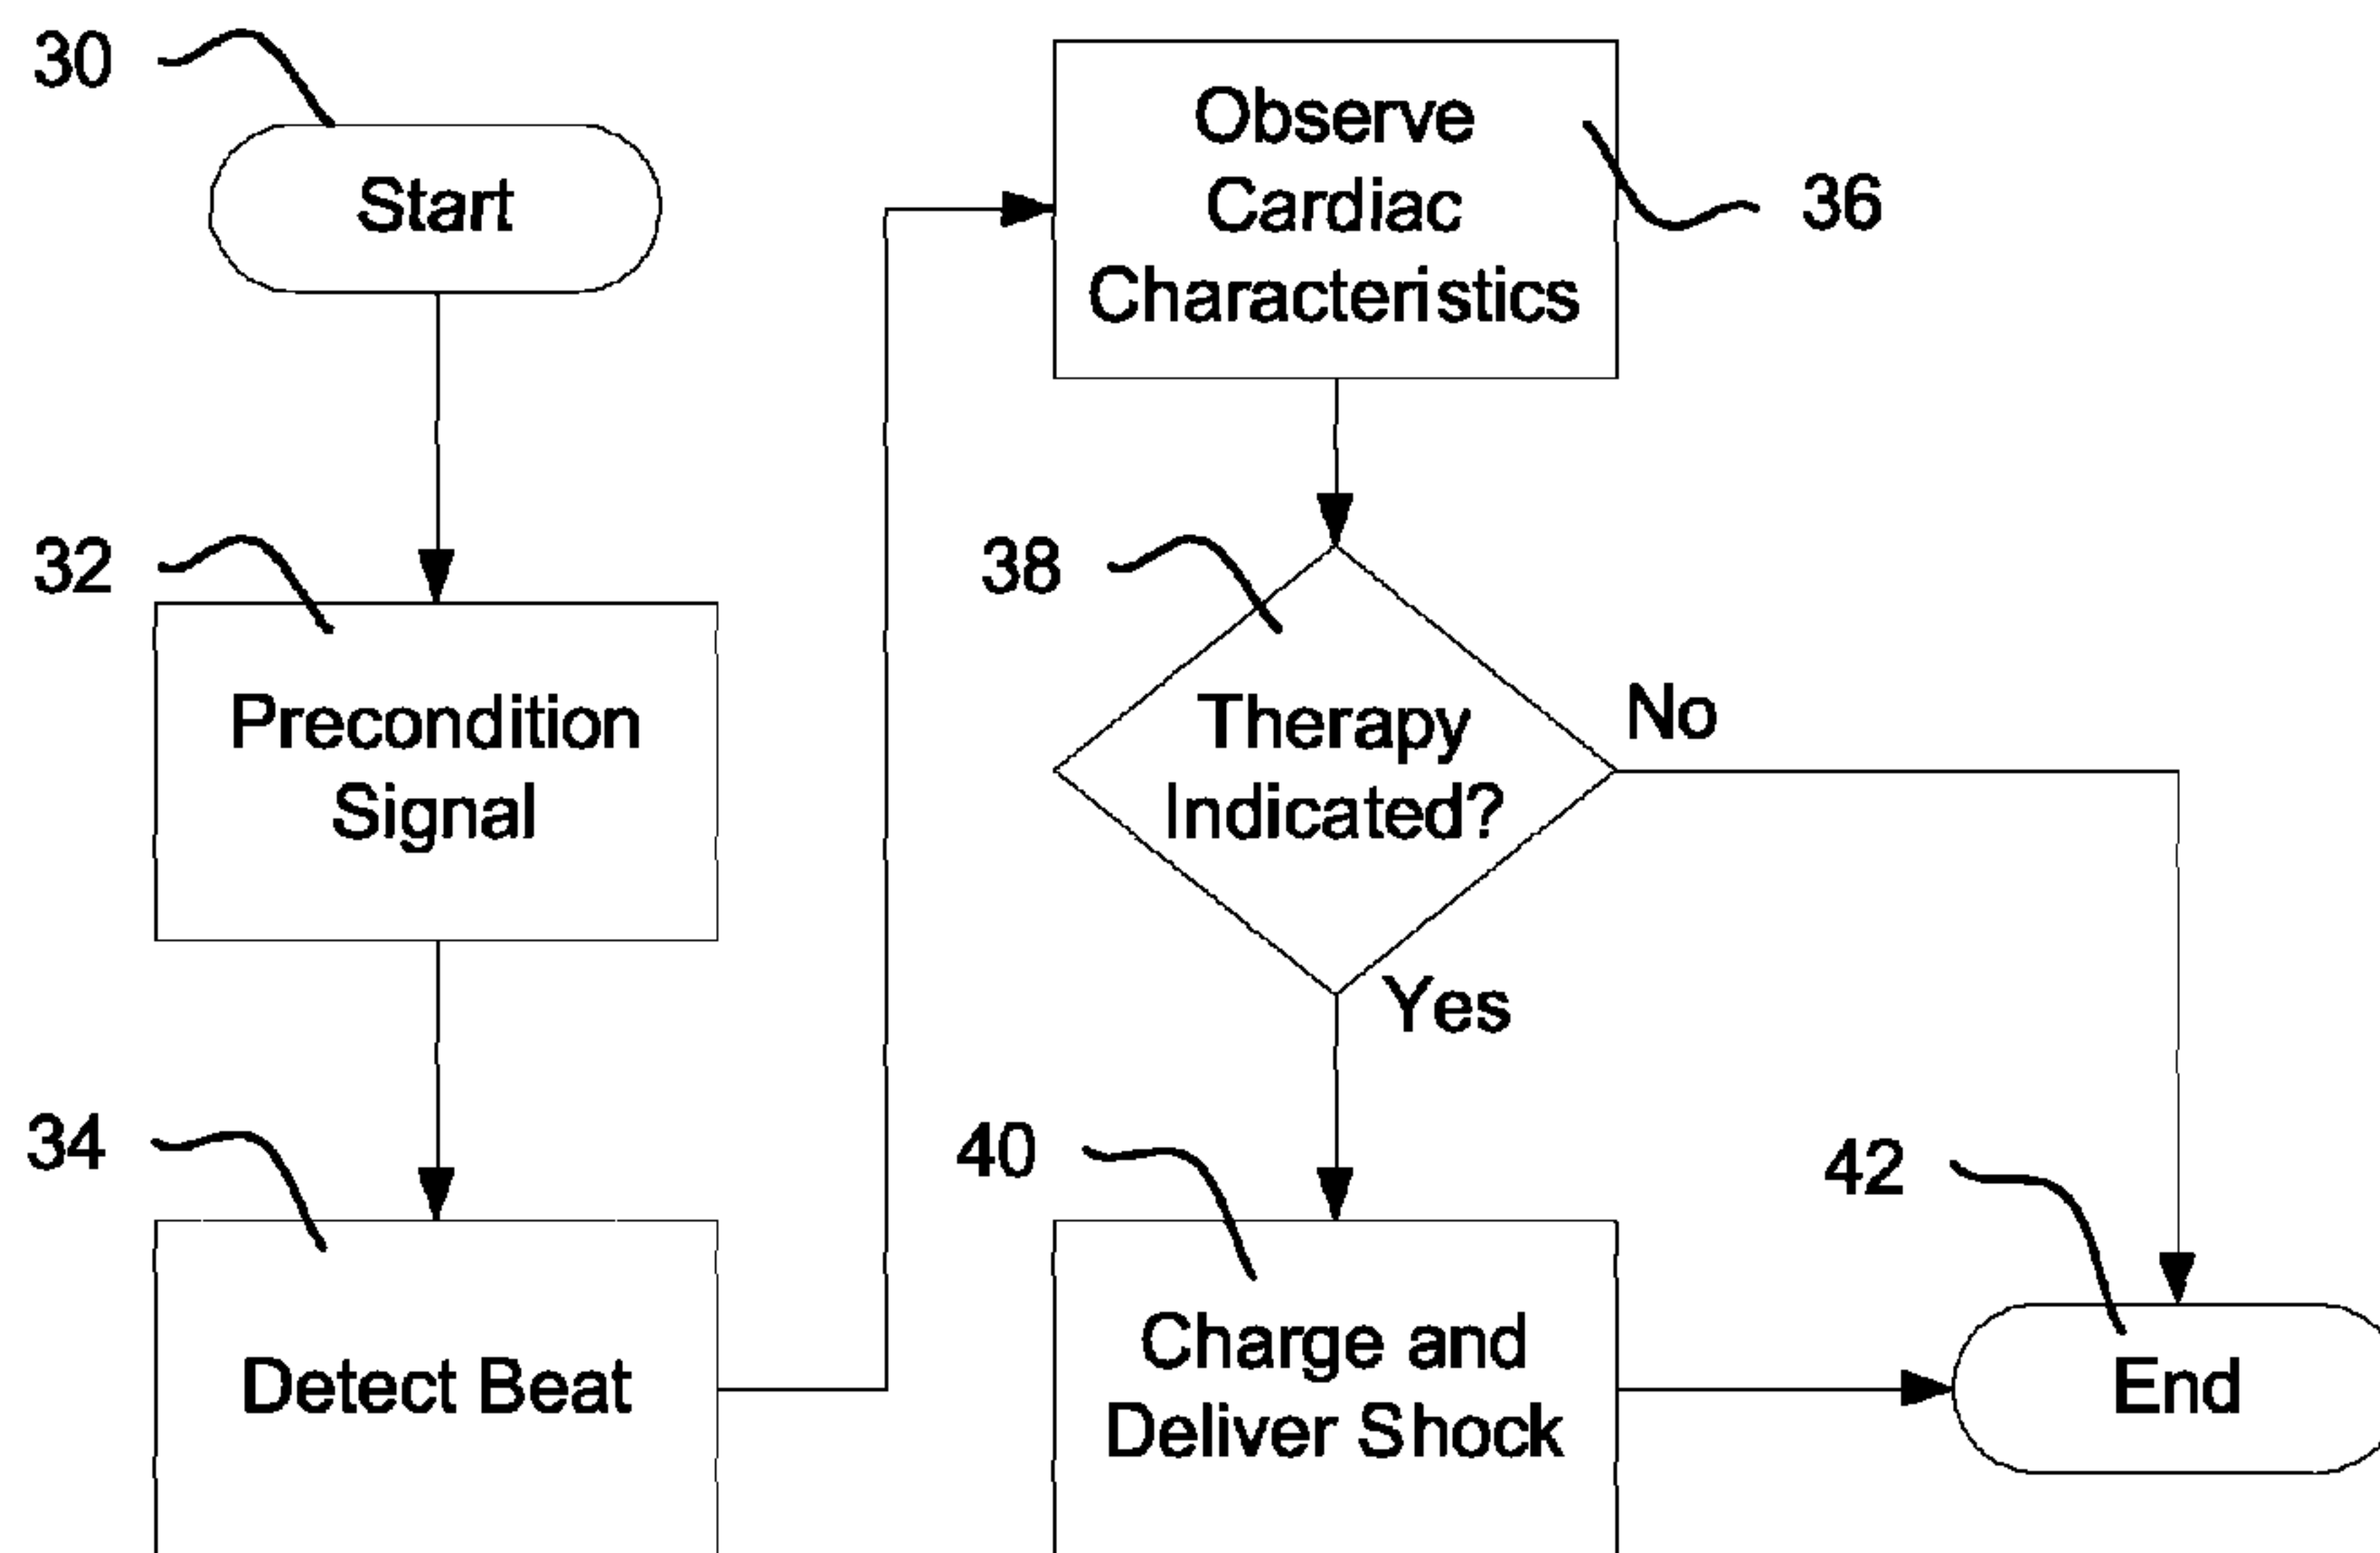 30
Start
32
Precondition
Signal
34
Detect Beat
Observe
Cardiac
Characteristics
36
38
Therapy
Indicated?
No
Yes
40
Charge and
Deliver Shock
42
End